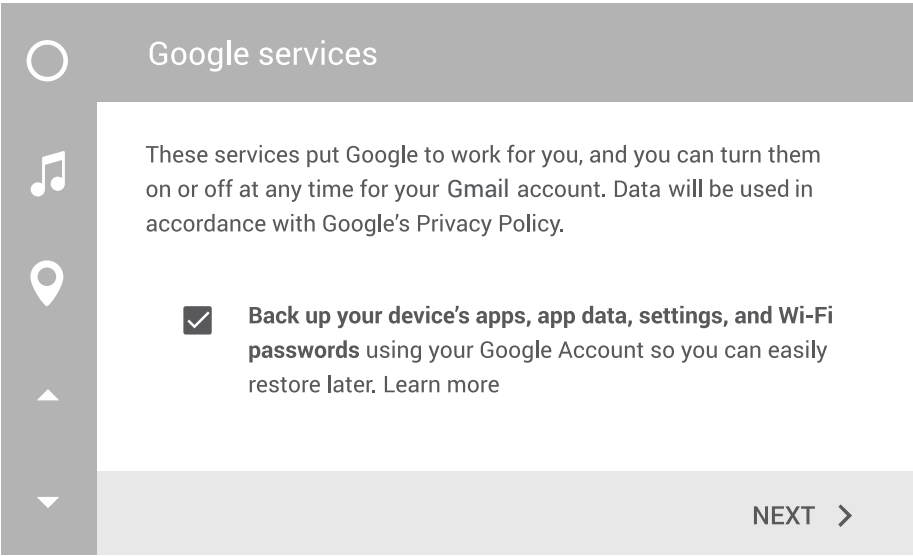 Google services
These services put Google to work for you, and you can turn them
on or off at any time for your Gmail account. Data will be used in
accordance with Google's Privacy Policy.
Back up your device's apps, app data, settings, and Wi-Fi
passwords using your Google Account so you can easily
restore later. Learn more
NEXT